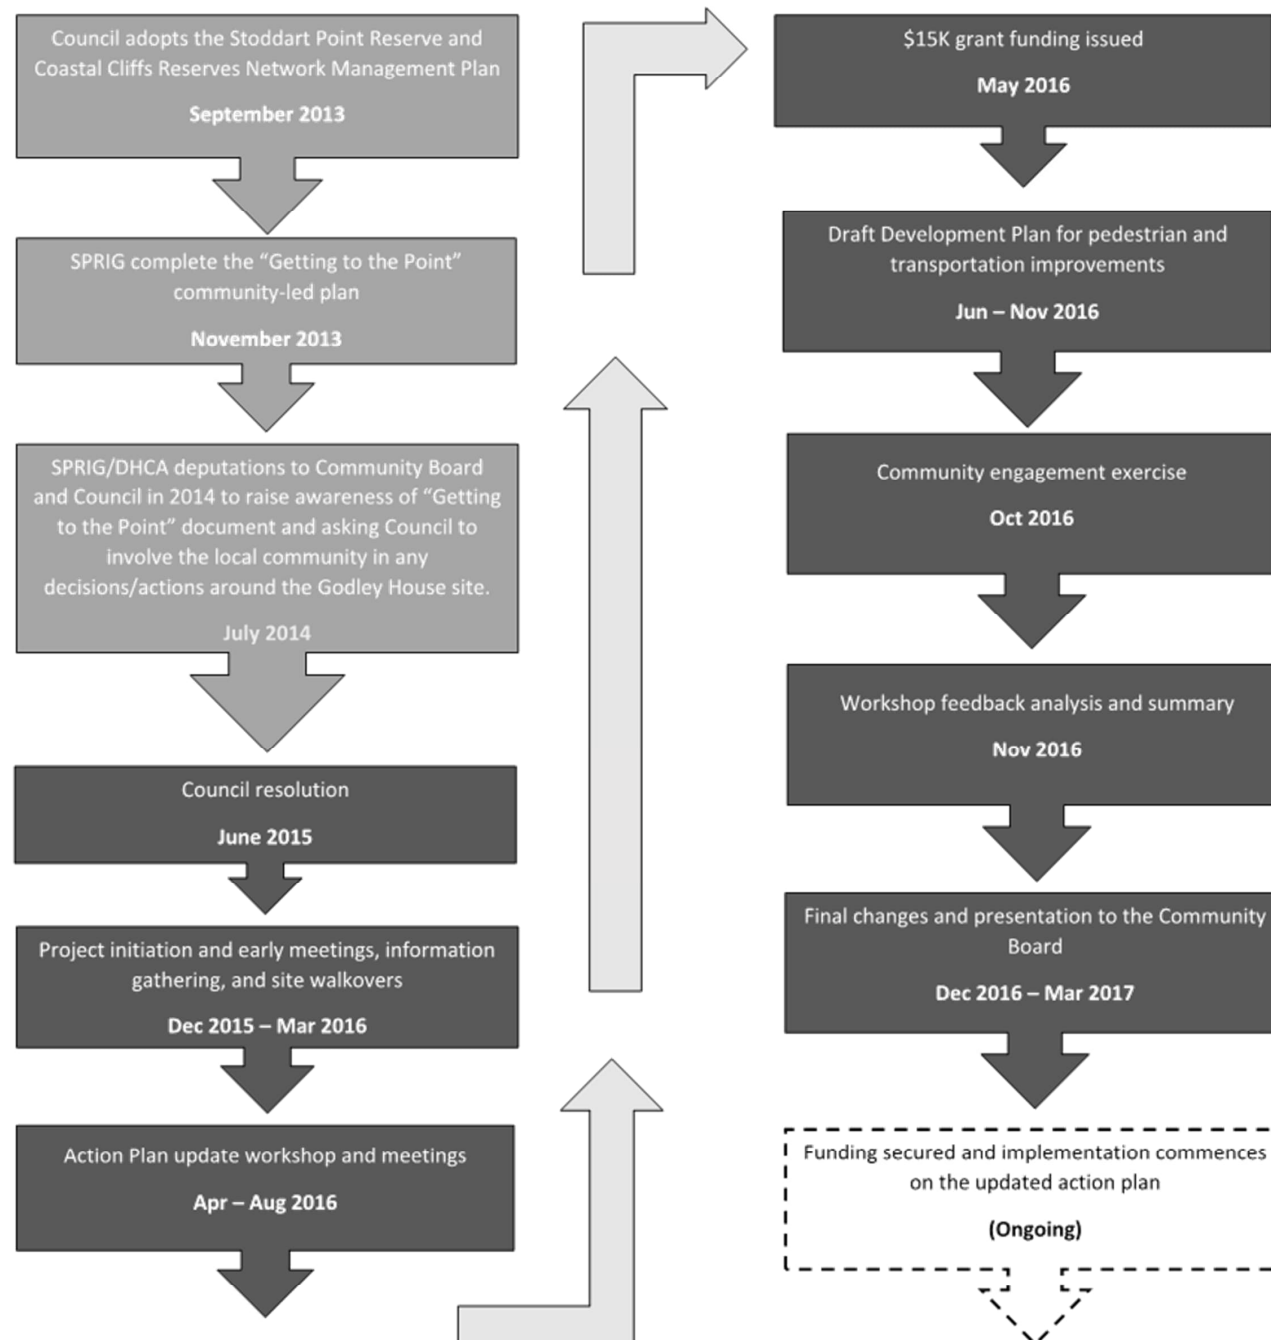 Council adopts the Stoddart Point Reserve and
Coastal Cliffs Reserves Network Management Plan
September 2013
SPRIG complete the “Getting to the Point”
community-led plan
November 2013
SPRIG/DHCA deputations to Community Board
and Council in 2014 to raise awareness of “Getting
to the Point” document and asking Council to
involve the local community in any
decisions/actions around the Godley House site.
July 2014
Council resolution
June 2015
Project initiation and early meetings, information
gathering, and site walkovers
Dec 2015 – Mar 2016
Action Plan update workshop and meetings
Apr – Aug 2016
$15K grant funding issued
May 2016
Draft Development Plan for pedestrian and
transportation improvements
Jun – Nov 2016
Community engagement exercise
Oct 2016
Workshop feedback analysis and summary
Nov 2016
Final changes and presentation to the Community
Board
Dec 2016 – Mar 2017
Funding secured and implementation commences
on the updated action plan
(Ongoing)